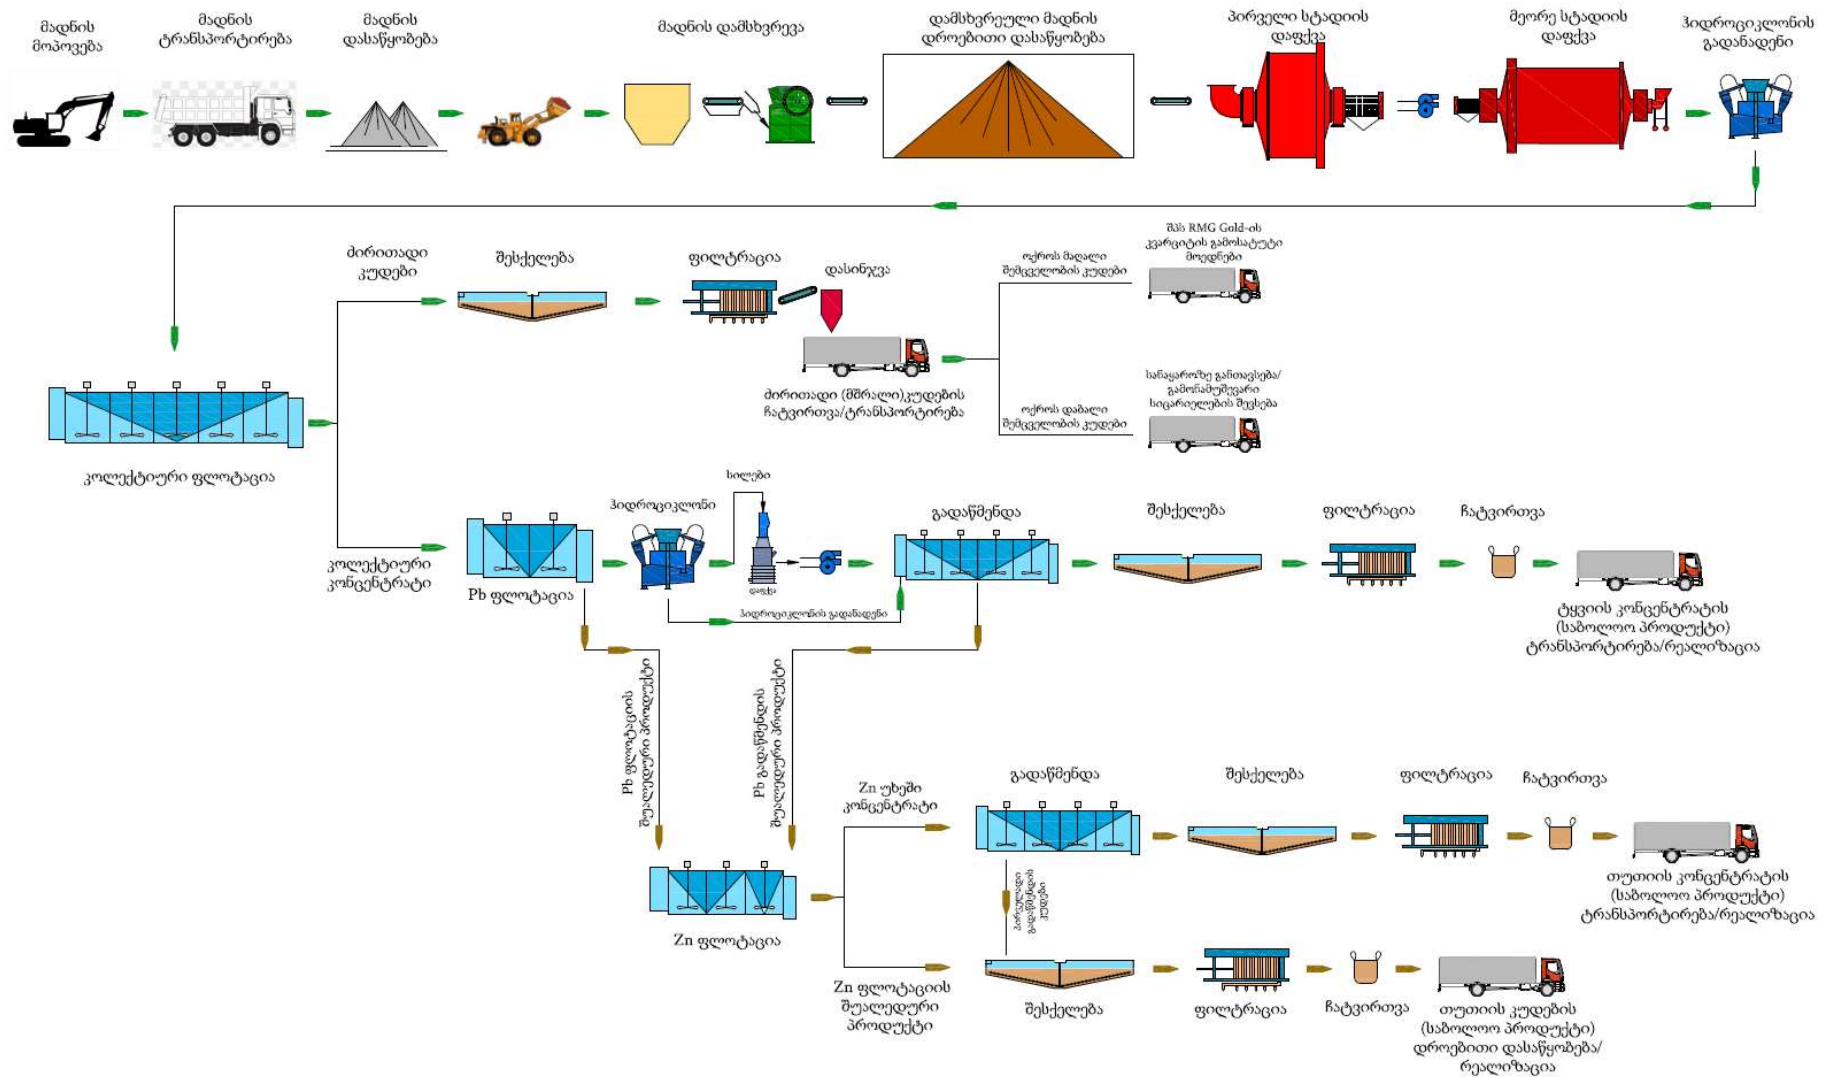 მადნის
მოპოვება
მადნის
ტრანსპორტირება
მადნის
დასაწყობება
მადნის დამსხვრევა
დამსხვრეული მადნის
დროებითი დასაწყობება
პირველი სტადიის
დაფქვა
მეორე სტადიის
დაფქვა
ჰიდროციკლონის
გადანადენი
ძირითადი
კუდები
შესქელება
ფილტრაცია
დასინჯვა
ოქროს მაღალი
შემცველობის კუდები
შპს RMG Gold-ის
კვარციტის გამოსატუტი
მოედნები
ძირითადი (მშრალი)კუდების
ჩატვირთვა/ტრანსპორტირება
ოქროს დაბალი
შემცველობის კუდები
სანაყაროზე განთავსება/
გამონამუშევარი
სიცარიელების შევსება
კოლექტიური ფლოტაცია
კოლექტიური
კონცენტრატი
Pb ფლოტაცია
ჰიდროციკლონი
სილები
დაფქვა
ჰიდროციკლონის გადანადენი
გადაწმენდა
შესქელება
ფილტრაცია
ჩატვირთვა
ტყვიის კონცენტრატის
(საბოლოო პროდუქტი)
ტრანსპორტირება/რეალიზაცია
Pb ფლოტაციის
შუალედური პროდუქტი
Pb გადაწმენდის
შუალედური პროდუქტი
Zn ფლოტაცია
Zn უხეში
კონცენტრატი
გადაწმენდა
შესქელება
ფილტრაცია
ჩატვირთვა
თუთიის კონცენტრატის
(საბოლოო პროდუქტი)
ტრანსპორტირება/რეალიზაცია
პირველადი
გადაწმენდის
კუდები
Zn ფლოტაციის
შუალედური
პროდუქტი
შესქელება
ფილტრაცია
ჩატვირთვა
თუთიის კუდების
(საბოლოო პროდუქტი)
დროებითი დასაწყობება/
რეალიზაცია